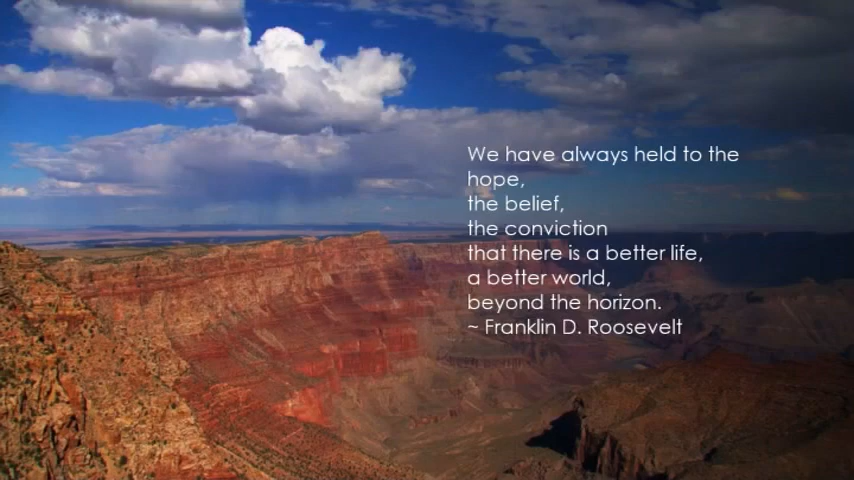 We have always held to the
hope,
the belief,
the conviction
that there is a better life,
a better world,
beyond the horizon.
~ Franklin D. Roosevelt